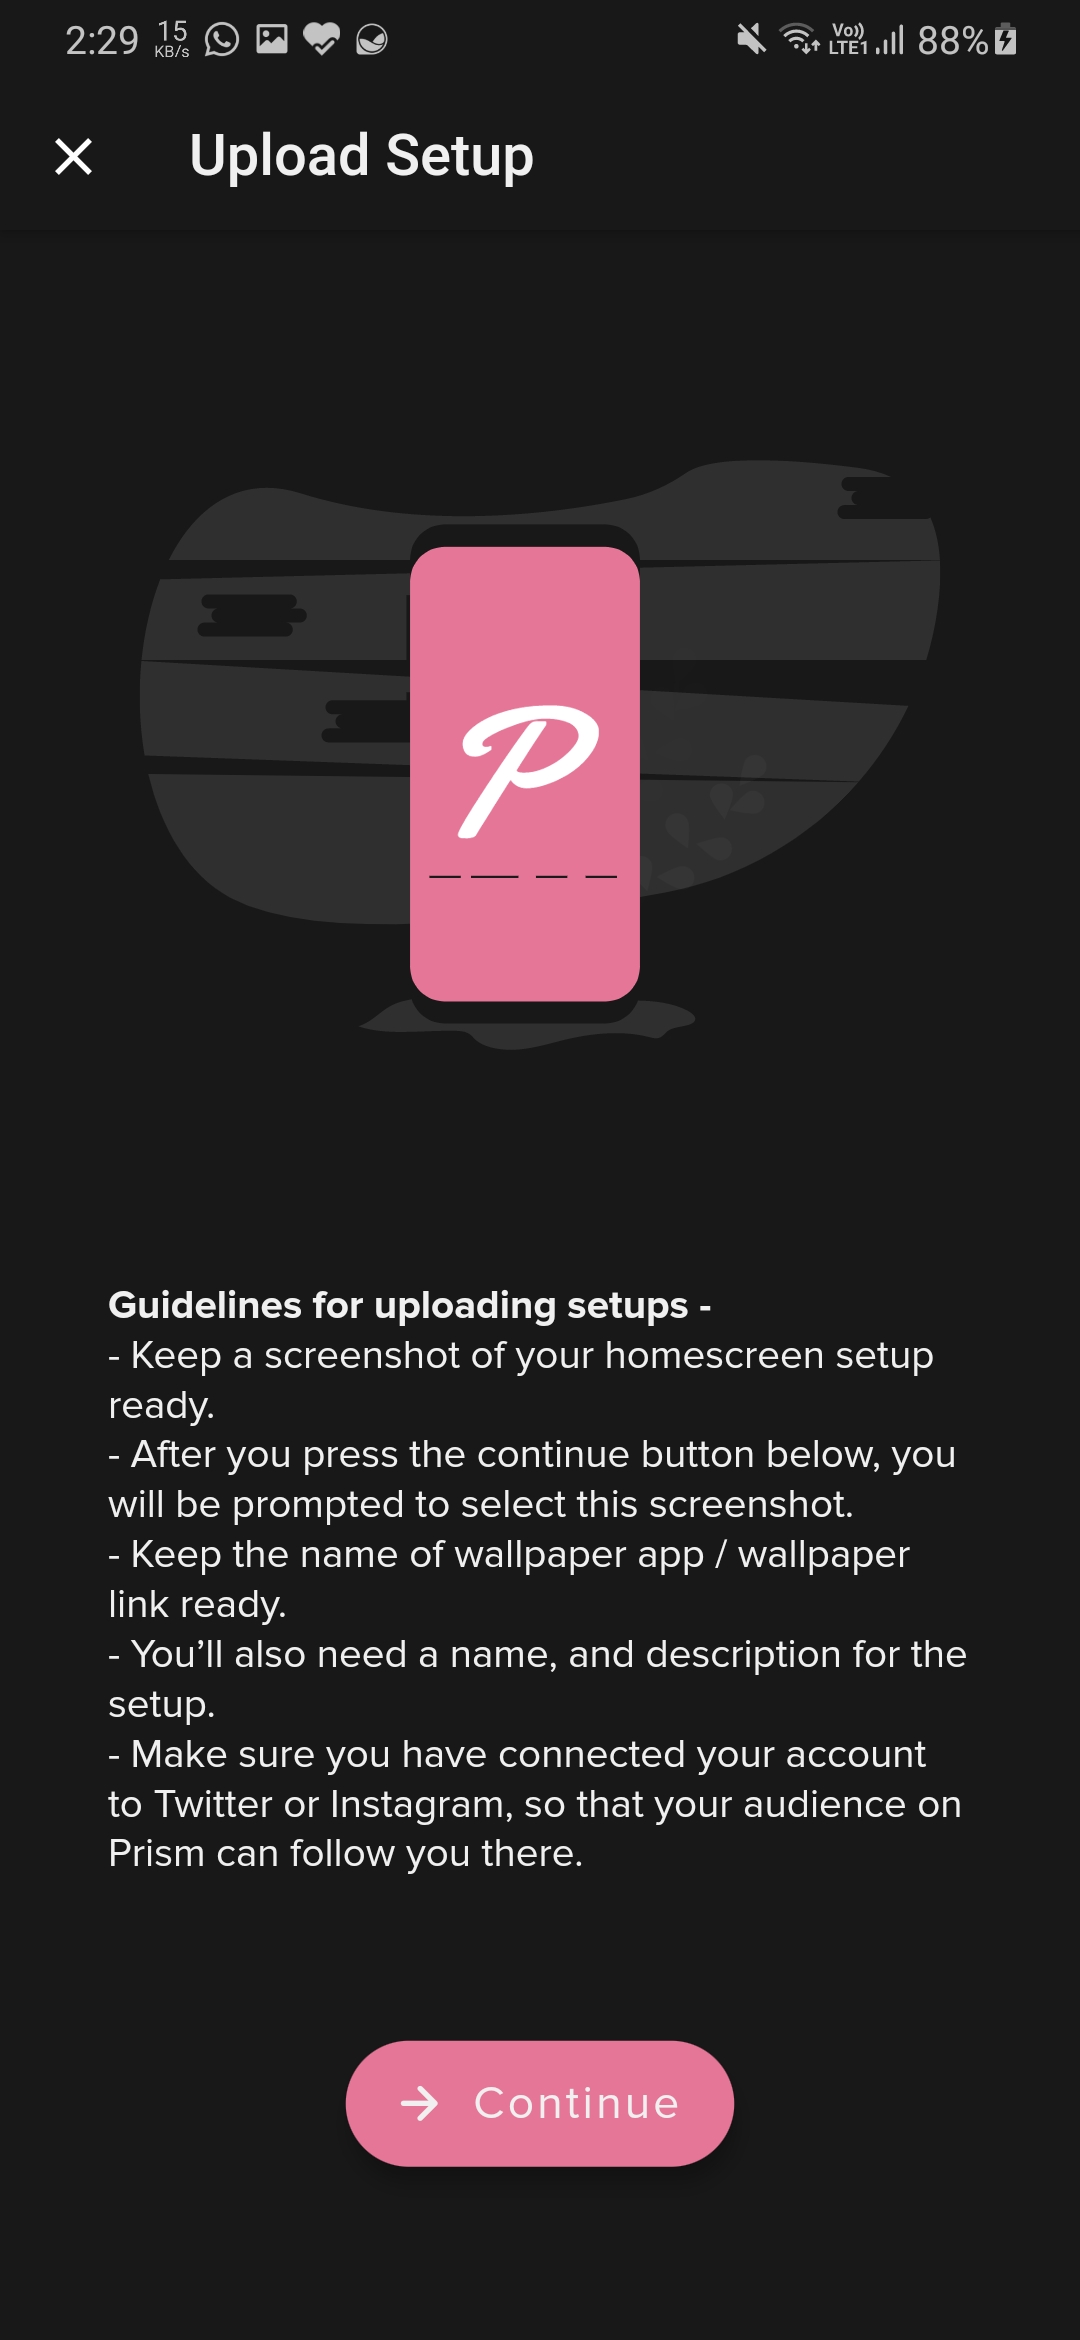 2:29 15 KB/s Vo)) LTE1 88%
Upload Setup
P
Guidelines for uploading setups -
- Keep a screenshot of your homescreen setup
ready.
- After you press the continue button below, you
will be prompted to select this screenshot.
- Keep the name of wallpaper app / wallpaper
link ready.
- You’ll also need a name, and description for the
setup.
- Make sure you have connected your account
to Twitter or Instagram, so that your audience on
Prism can follow you there.
Continue